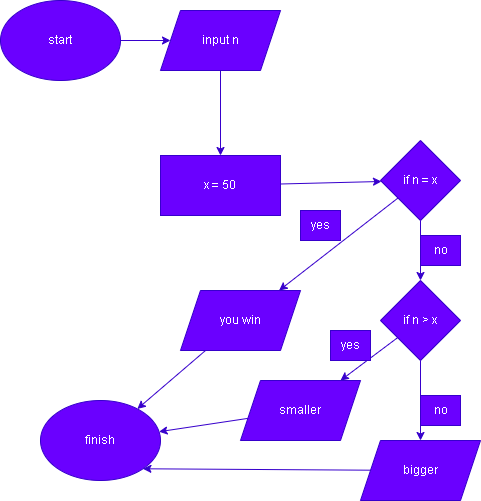 start
input n
x = 50
if n = x
yes
no
you win
if n > x
yes
smaller
no
finish
bigger